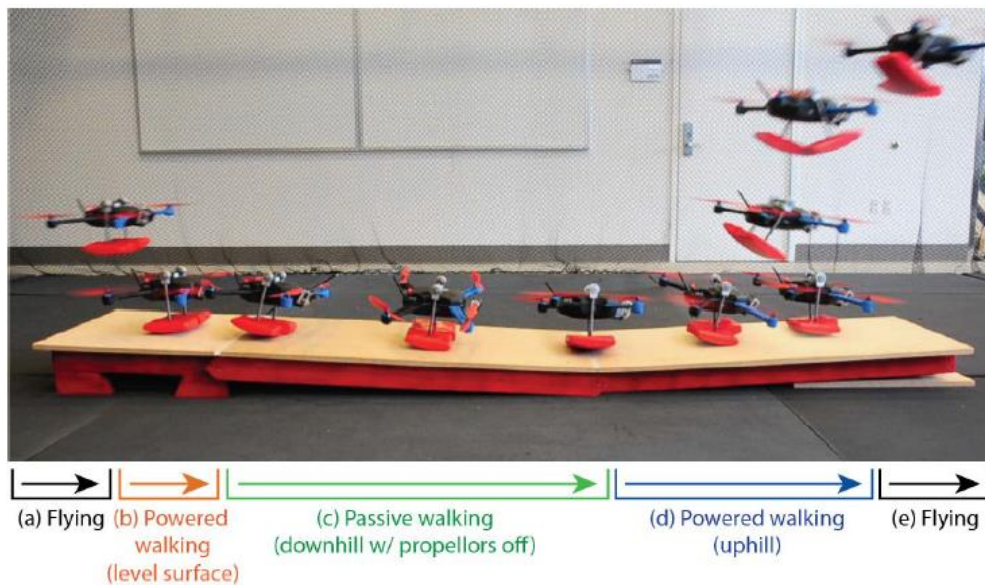 (a) Flying
(b) Powered
walking
(level surface)
(c) Passive walking
(downhill w/ propellors off)
(d) Powered walking
(uphill)
(e) Flying